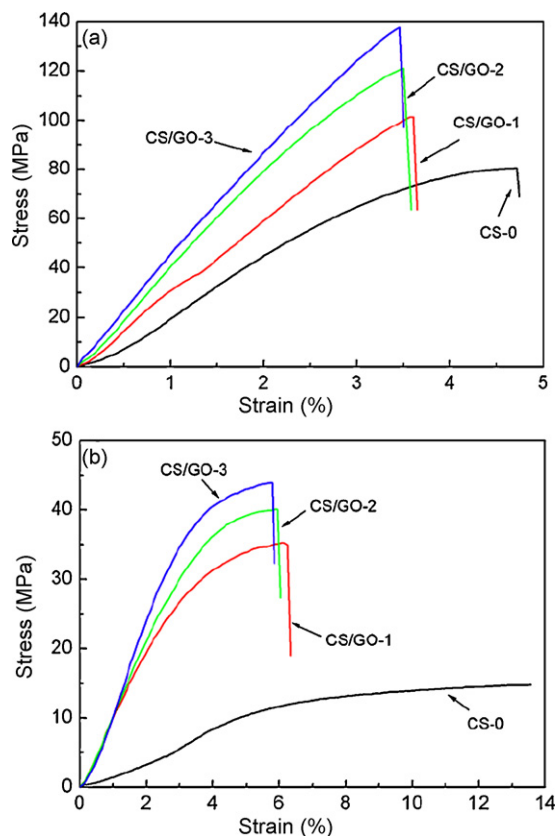 (a)
140
120
100
80
60
40
20
0
Stress (MPa)
CS/GO-3
CS/GO-2
CS/GO-1
CS-0
0 1 2 3 4 5
Strain (%)
(b)
50
40
30
20
10
0
Stress (MPa)
CS/GO-3
CS/GO-2
CS/GO-1
CS-0
0 2 4 6 8 10 12 14
Strain (%)